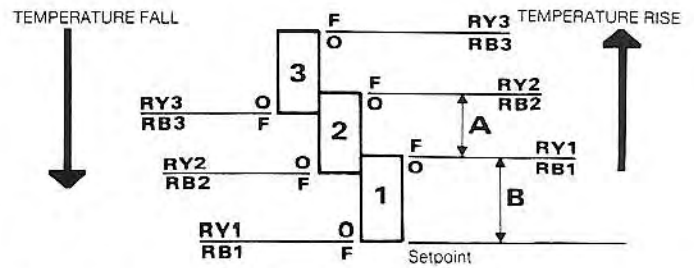 TEMPERATURE FALL
TEMPERATURE RISE
F RY3
O RB3
3
F RY2
O RB2
RY3 O
RB3 F
2
A
F RY1
O RB1
RY2 O
RB2 F
1
B
RY1 O
RB1 F
Setpoint